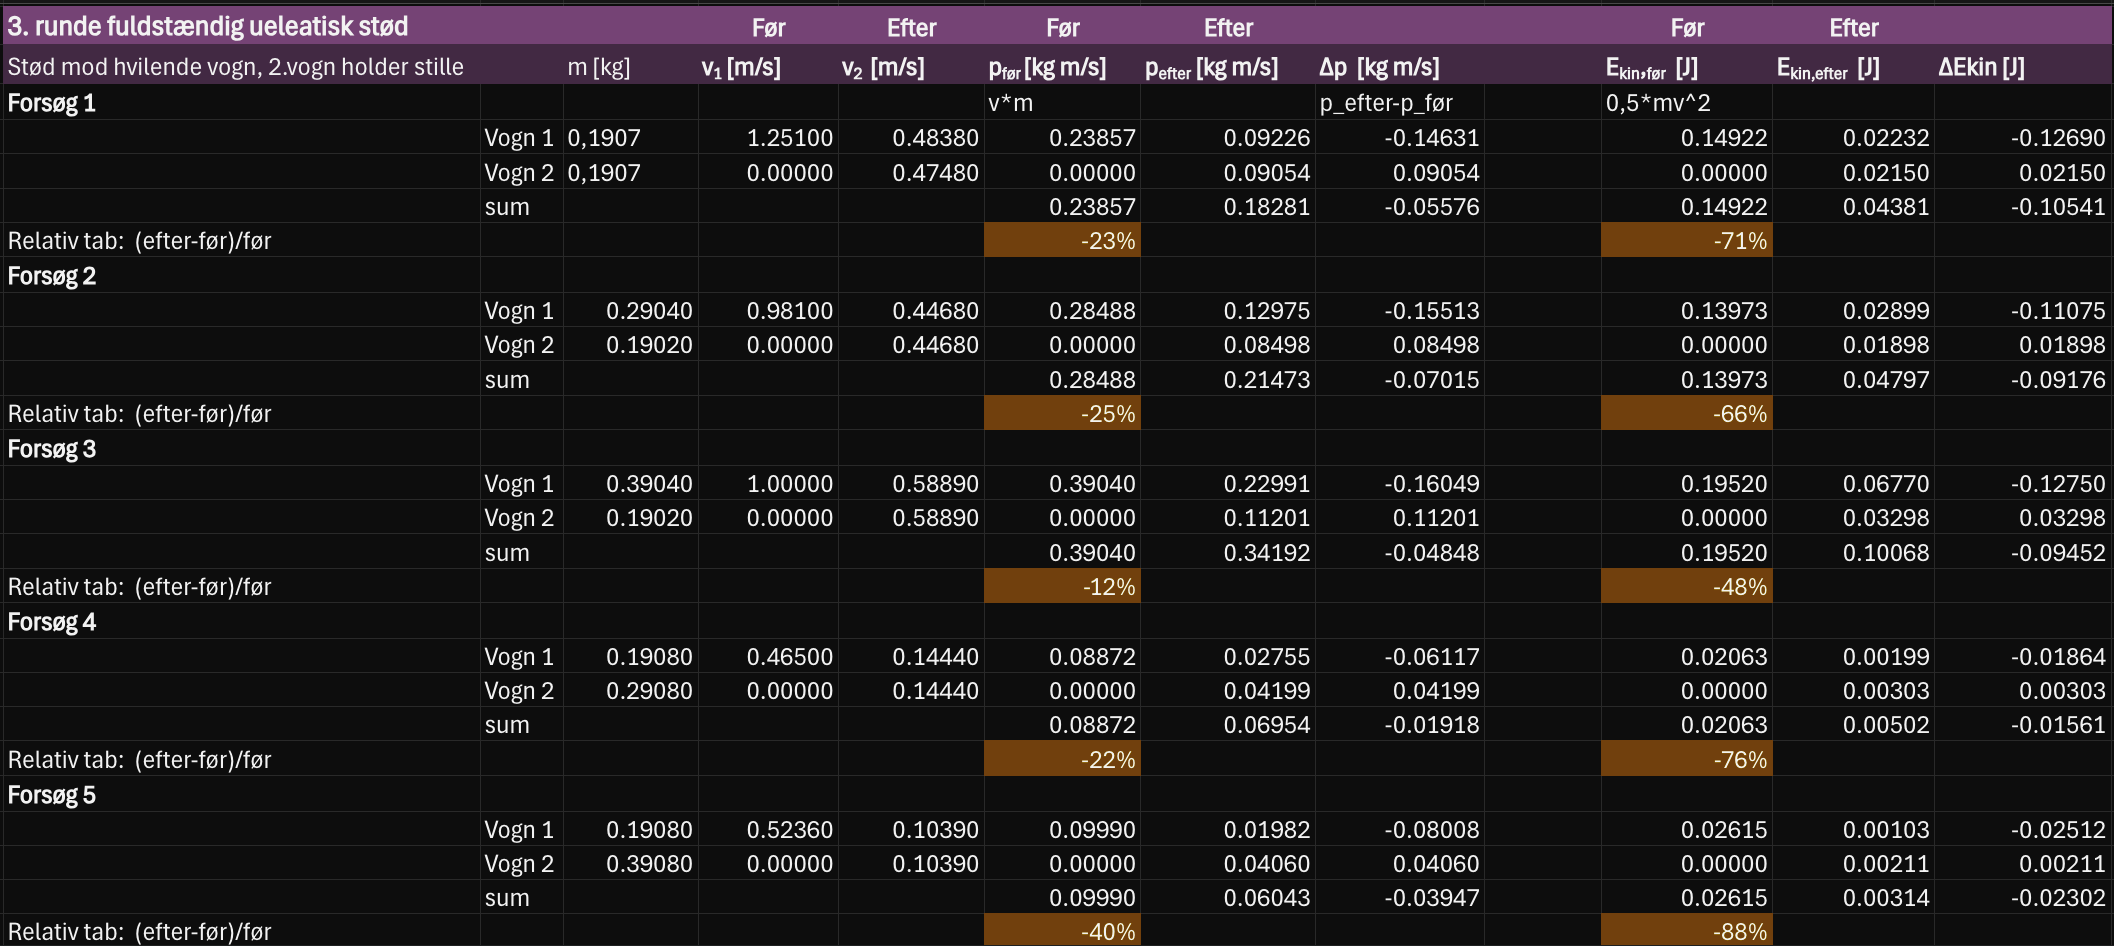 3. runde fuldstændig ueleatisk stød Før Efter Før Efter Før Efter
Stød mod hvilende vogn, 2.vogn holder stille m [kg] v₁ [m/s] v₂ [m/s] pfør [kg m/s] pefter [kg m/s] Δp [kg m/s] Ekin,før [J] Ekin,efter [J] ΔEkin [J]
Forsøg 1 v*m p_efter-p_før 0,5*mv^2
Vogn 1 0,1907 1.25100 0.48380 0.23857 0.09226 -0.14631 0.14922 0.02232 -0.12690
Vogn 2 0,1907 0.00000 0.47480 0.00000 0.09054 0.09054 0.00000 0.02150 0.02150
sum 0.23857 0.18281 -0.05576 0.14922 0.04381 -0.10541
Relativ tab: (efter-før)/før -23% -71%
Forsøg 2
Vogn 1 0.29040 0.98100 0.44680 0.28488 0.12975 -0.15513 0.13973 0.02899 -0.11075
Vogn 2 0.19020 0.00000 0.44680 0.00000 0.08498 0.08498 0.00000 0.01898 0.01898
sum 0.28488 0.21473 -0.07015 0.13973 0.04797 -0.09176
Relativ tab: (efter-før)/før -25% -66%
Forsøg 3
Vogn 1 0.39040 1.00000 0.58890 0.39040 0.22991 -0.16049 0.19520 0.06770 -0.12750
Vogn 2 0.19020 0.00000 0.58890 0.00000 0.11201 0.11201 0.00000 0.03298 0.03298
sum 0.39040 0.34192 -0.04848 0.19520 0.10068 -0.09452
Relativ tab: (efter-før)/før -12% -48%
Forsøg 4
Vogn 1 0.19080 0.46500 0.14440 0.08872 0.02755 -0.06117 0.02063 0.00199 -0.01864
Vogn 2 0.29080 0.00000 0.14440 0.00000 0.04199 0.04199 0.00000 0.00303 0.00303
sum 0.08872 0.06954 -0.01918 0.02063 0.00502 -0.01561
Relativ tab: (efter-før)/før -22% -76%
Forsøg 5
Vogn 1 0.19080 0.52360 0.10390 0.09990 0.01982 -0.08008 0.02615 0.00103 -0.02512
Vogn 2 0.39080 0.00000 0.10390 0.00000 0.04060 0.04060 0.00000 0.00211 0.00211
sum 0.09990 0.06043 -0.03947 0.02615 0.00314 -0.02302
Relativ tab: (efter-før)/før -40% -88%